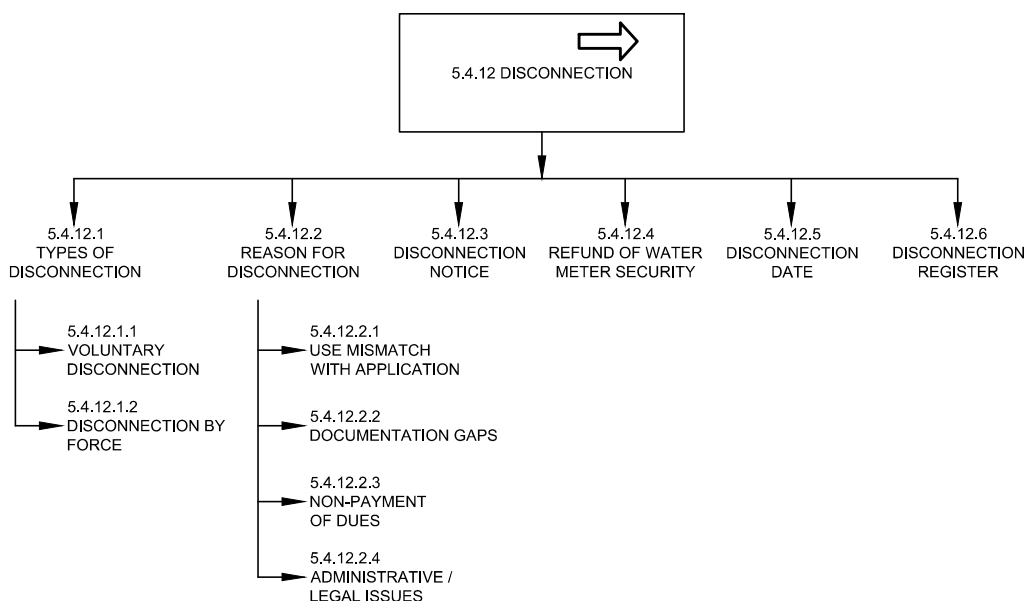 5.4.12 DISCONNECTION
5.4.12.1
TYPES OF
DISCONNECTION
5.4.12.2
REASON FOR
DISCONNECTION
5.4.12.3
DISCONNECTION
NOTICE
5.4.12.4
REFUND OF WATER
METER SECURITY
5.4.12.5
DISCONNECTION
DATE
5.4.12.6
DISCONNECTION
REGISTER
5.4.12.1.1
VOLUNTARY
DISCONNECTION
5.4.12.1.2
DISCONNECTION BY
FORCE
5.4.12.2.1
USE MISMATCH
WITH APPLICATION
5.4.12.2.2
DOCUMENTATION GAPS
5.4.12.2.3
NON-PAYMENT
OF DUES
5.4.12.2.4
ADMINISTRATIVE /
LEGAL ISSUES